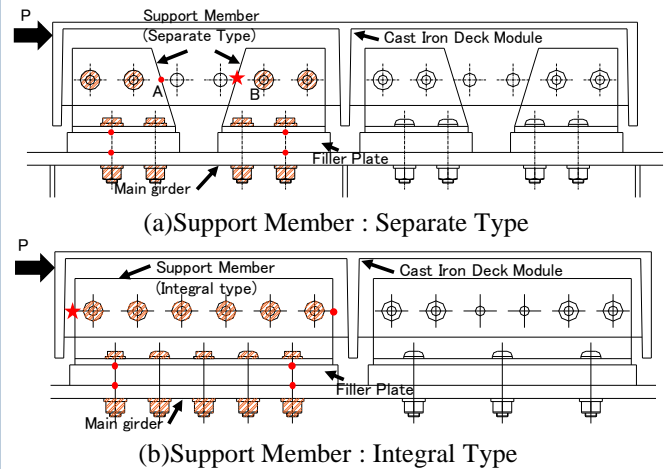 P
Support Member
(Separate Type)
Cast Iron Deck Module
A
B
Filler Plate
Main girder
(a)Support Member : Separate Type
P
Support Member
(Integral type)
Cast Iron Deck Module
Filler Plate
Main girder
(b)Support Member : Integral Type